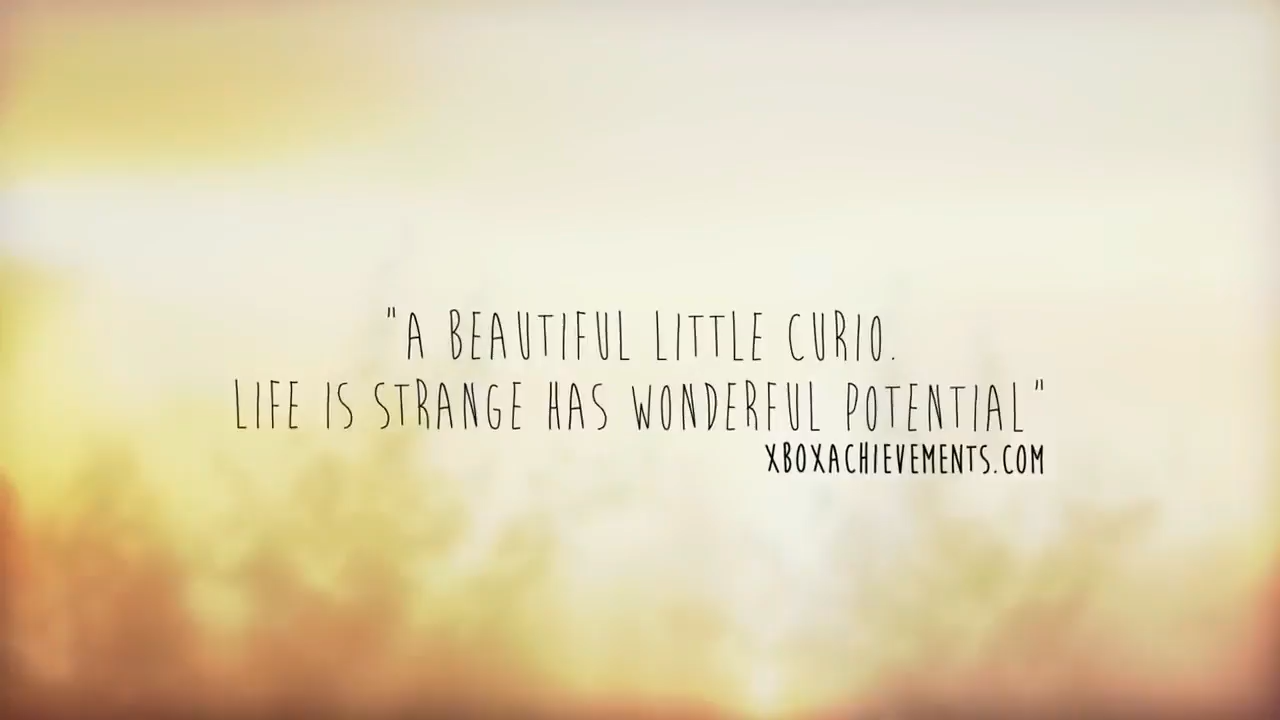 "A BEAUTIFUL LITTLE CURIO.
LIFE IS STRANGE HAS WONDERFUL POTENTIAL"
XBOXACHIEVEMENTS.COM